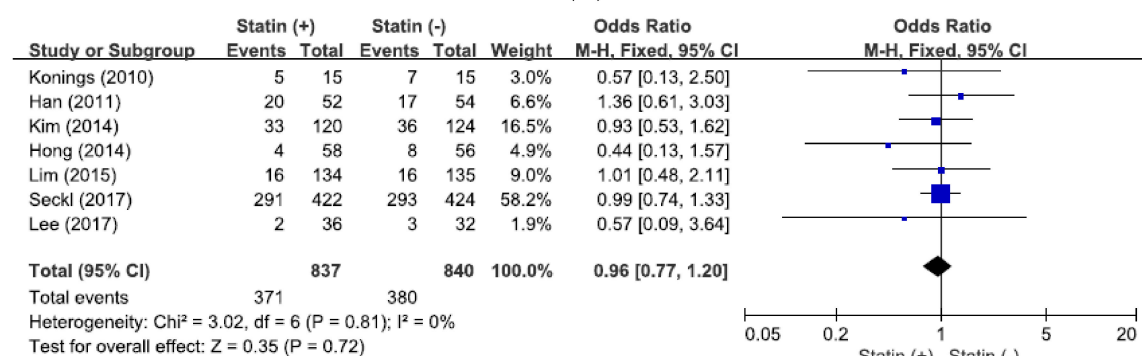 Statin (+) Statin (-) Odds Ratio Odds Ratio
Study or Subgroup Events Total Events Total Weight M-H, Fixed, 95% CI M-H, Fixed, 95% CI
Konings (2010) 5 15 7 15 3.0% 0.57 [0.13, 2.50]
Han (2011) 20 52 17 54 6.6% 1.36 [0.61, 3.03]
Kim (2014) 33 120 36 124 16.5% 0.93 [0.53, 1.62]
Hong (2014) 4 58 8 56 4.9% 0.44 [0.13, 1.57]
Lim (2015) 16 134 16 135 9.0% 1.01 [0.48, 2.11]
Seckl (2017) 291 422 293 424 58.2% 0.99 [0.74, 1.33]
Lee (2017) 2 36 3 32 1.9% 0.57 [0.09, 3.64]
Total (95% CI) 837 840 100.0% 0.96 [0.77, 1.20]
Total events 371 380
Heterogeneity: Chi² = 3.02, df = 6 (P = 0.81); I² = 0%
Test for overall effect: Z = 0.35 (P = 0.72)
0.05 0.2 1 5 20
Statin (+) Statin (-)